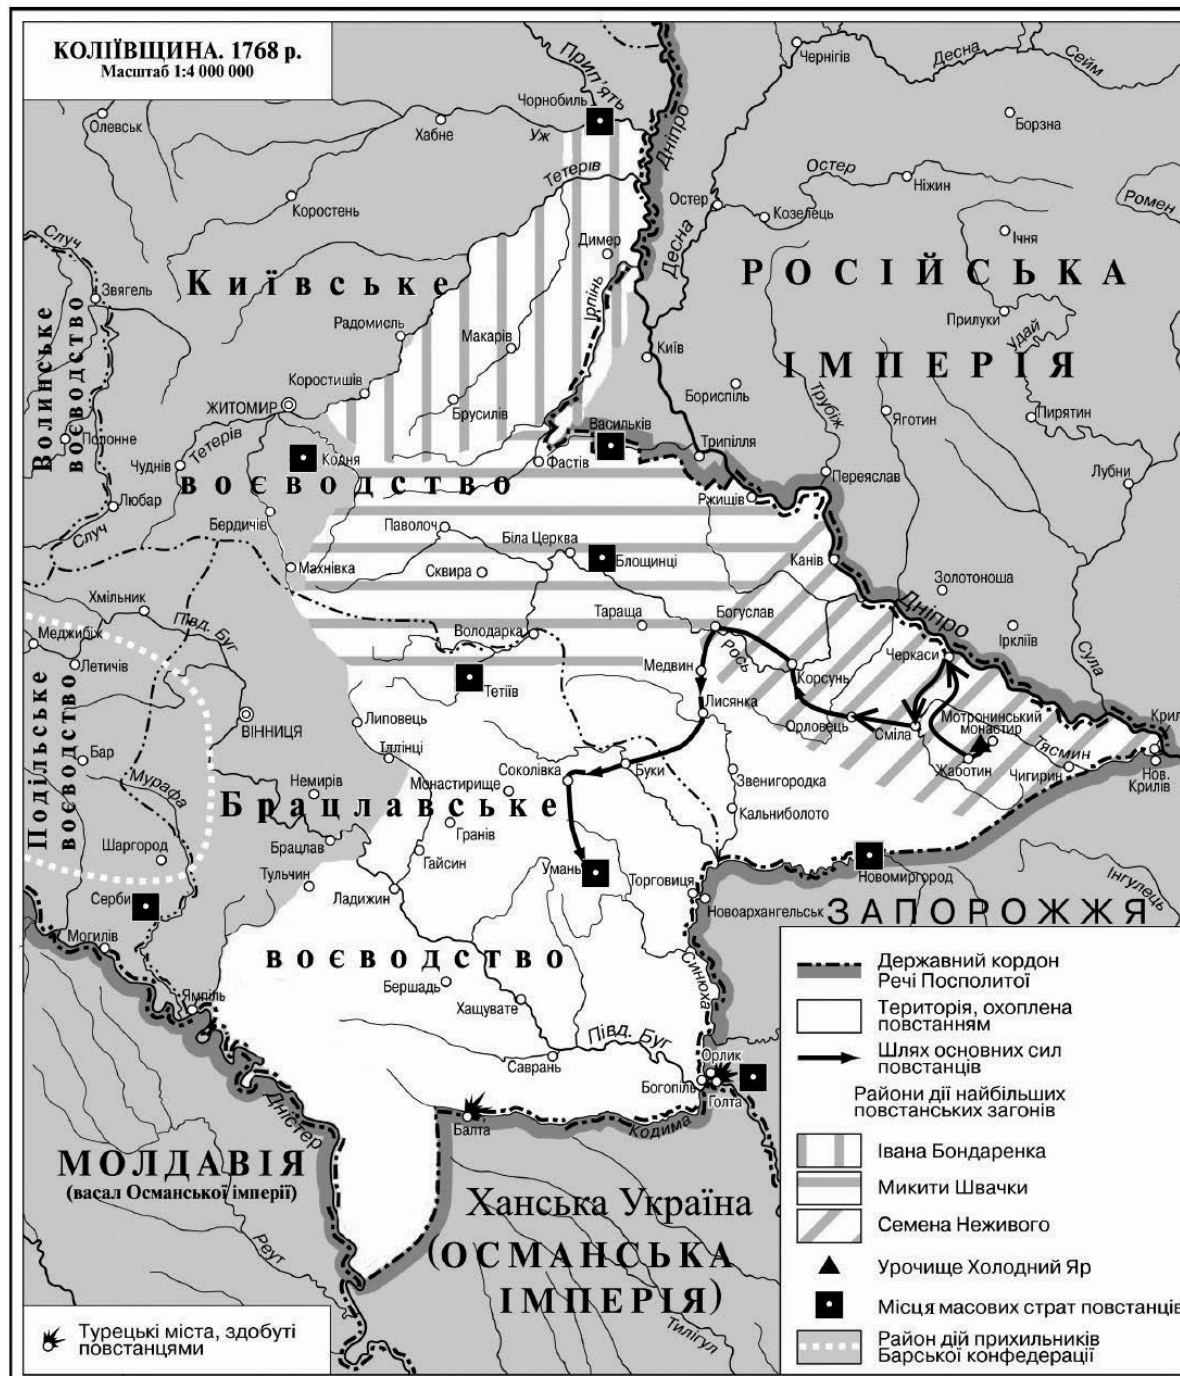 КОЛІЇВЩИНА. 1768 р.
Масштаб 1:4 000 000
Прип'ять
Чорнобиль
Чернігів
Десна
Сейм
Олевськ
Хабне
Уж
Дніпро
Борзна
Тетерів
Остер
Ніжин
Остер
Козелець
Ромен
Коростень
Случ
Димер
Десна
Ічня
Київське
РОСІЙСЬКА
Звягель
Ірпінь
Прилуки
Волинське
воєводство
Радомисль
Макарів
Удай
Київ
ІМПЕРІЯ
Коростишів
Бориспіль
Трубіж
Яготин
Пирятин
ЖИТОМИР
Брусилів
Васильків
Полонне
Тетерів
Трипілля
Чуднів
Кодня
Фастів
Переяслав
Лубни
воєводство
Любар
Ржищів
Случ
Бердичів
Паволоч
Біла Церква
Блощинці
Канів
Махнівка
Сквира
Золотоноша
Хмільник
Півд. Буг
Тараща
Богуслав
Дніпро
Іркліїв
Меджибіж
Володарка
Рось
Черкаси
Сула
Летичів
Медвин
Корсунь
Подільське
воєводство
Тетіїв
Лисянка
Орловець
Сміла
Мотронинський
монастир
Крилів
ВІННИЦЯ
Липовець
Тясмин
Бар
Іллінці
Жаботин
Чигирин
Нов.
Крилів
Мурафа
Немирів
Соколівка
Буки
Звенигородка
Монастирище
Брацлавське
Кальниболото
Гранів
Шаргород
Брацлав
Гайсин
Умань
Новомиргород
Тульчин
Торговиця
Інгулець
Серби
Ладижин
Новоархангельськ
ЗАПОРОЖЖЯ
Могилів
воєводство
Синюха
Ямпіль
Бершадь
Хащувате
Півд. Буг
Саврань
Орлик
Богопіль
Голта
Дністер
Балта
Кодима
МОЛДАВІЯ
(васал Османської імперії)
Ханська Україна
(ОСМАНСЬКА
ІМПЕРІЯ)
Реут
Тилігул
Турецькі міста, здобуті
повстанцями
Державний кордон
Речі Посполитої
Територія, охоплена
повстанням
Шлях основних сил
повстанців
Райони дії найбільших
повстанських загонів
Івана Бондаренка
Микити Швачки
Семена Неживого
Урочище Холодний Яр
Місця масових страт повстанців
Район дій прихильників
Барської конфедерації